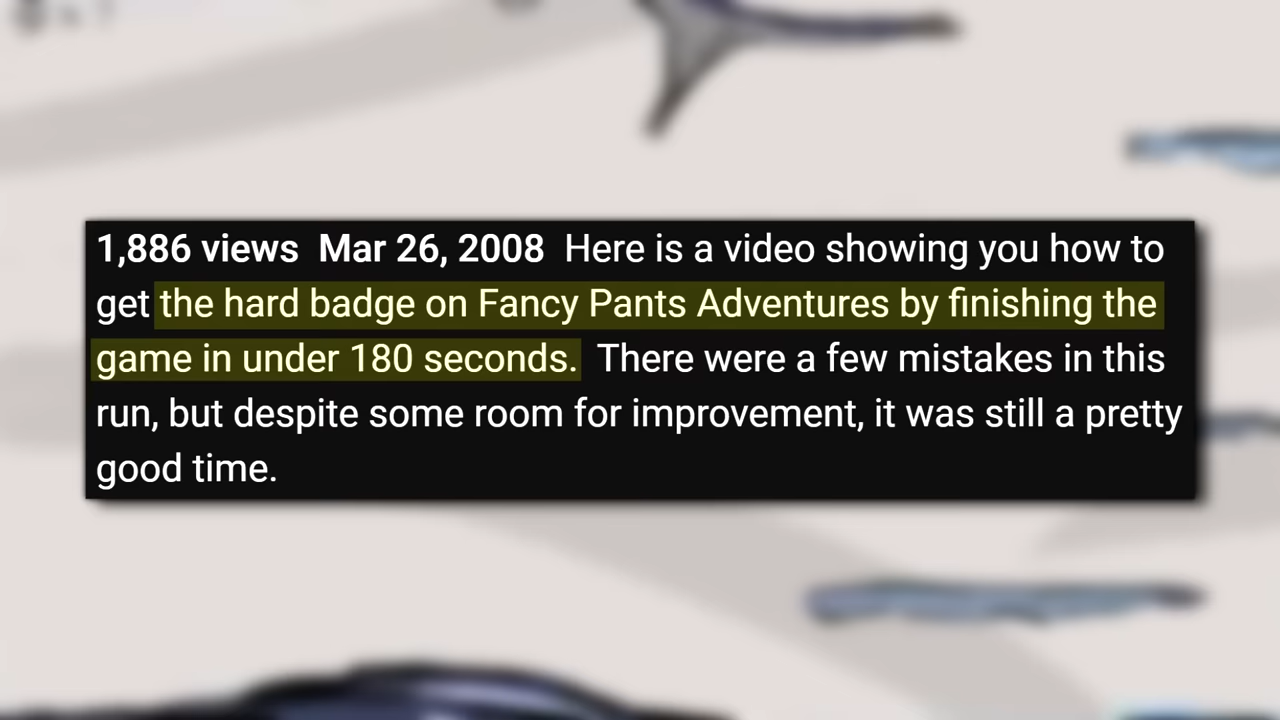 1,886 views  Mar 26, 2008  Here is a video showing you how to
get the hard badge on Fancy Pants Adventures by finishing the
game in under 180 seconds.  There were a few mistakes in this
run, but despite some room for improvement, it was still a pretty
good time.